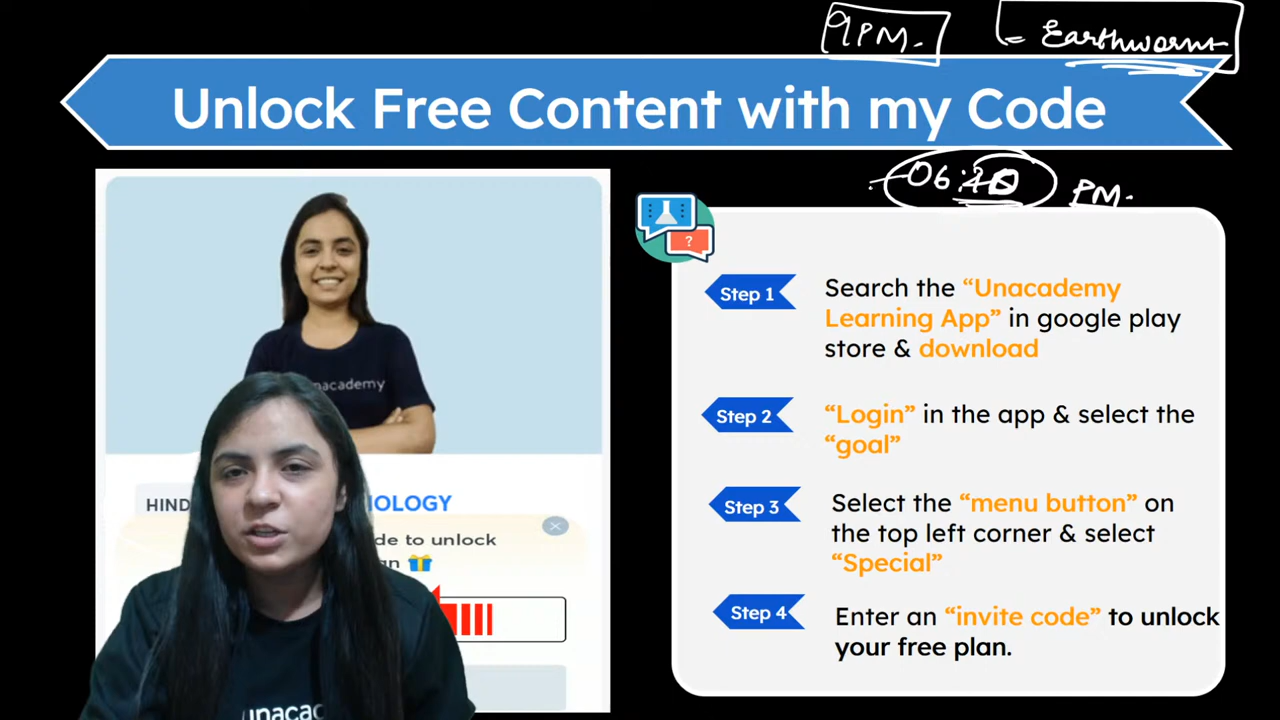 9PM.
Earthworm
Unlock Free Content with my Code
PM.
?
Step 1
Search the “Unacademy
Learning App” in google play
store & download
Step 2
“Login” in the app & select the
“goal”
Step 3
Select the “menu button” on
the top left corner & select
“Special”
Step 4
Enter an “invite code” to unlock
your free plan.
unacademy
HIND
IOLOGY
de to unlock
an
unacad